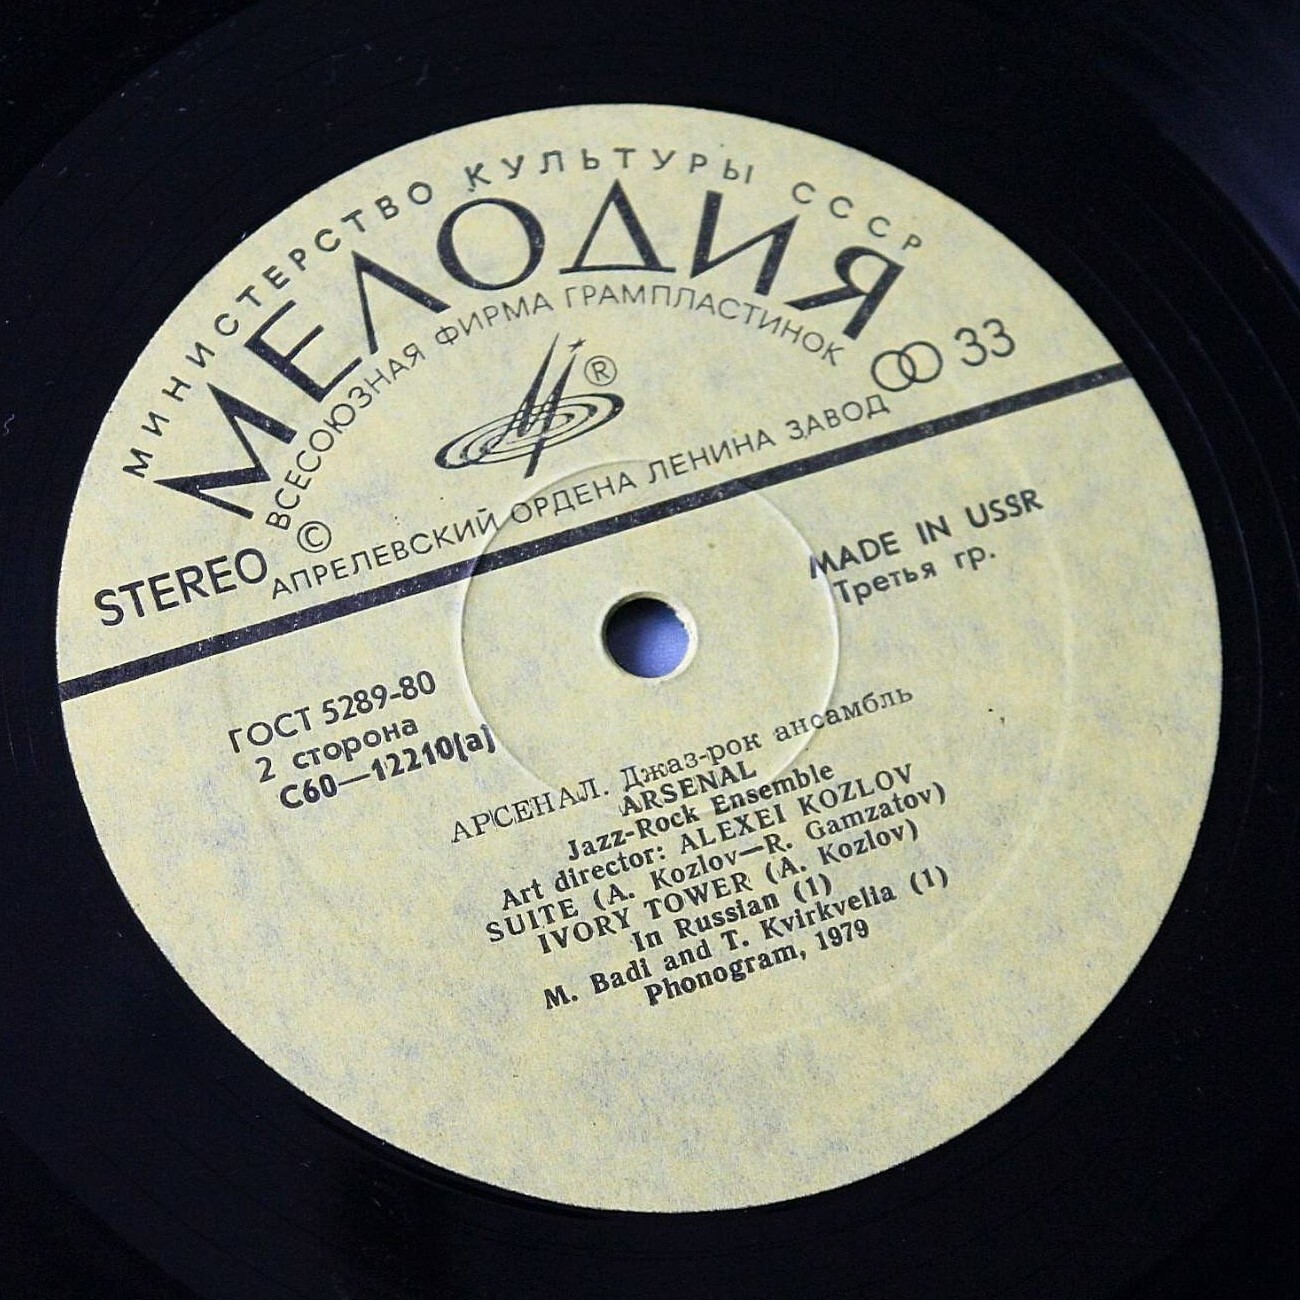 МИНИСТЕРСТВО КУЛЬТУРЫ СССР
МЕЛОДИЯ
ВСЕСОЮЗНАЯ ФИРМА ГРАМПЛАСТИНОК
® 33
STEREO ©
АПРЕЛЕВСКИЙ ОРДЕНА ЛЕНИНА ЗАВОД
MADE IN USSR
Третья гр.
ГОСТ 5289-80
2 сторона
С60—12210(а)
АРСЕНАЛ. Джаз-рок ансамбль
ARSENAL
Jazz-Rock Ensemble
Art director: ALEXEI KOZLOV
SUITE (A. Kozlov—R. Gamzatov)
IVORY TOWER (A. Kozlov)
In Russian (1)
M. Badi and T. Kvirkvelia (1)
Phonogram, 1979